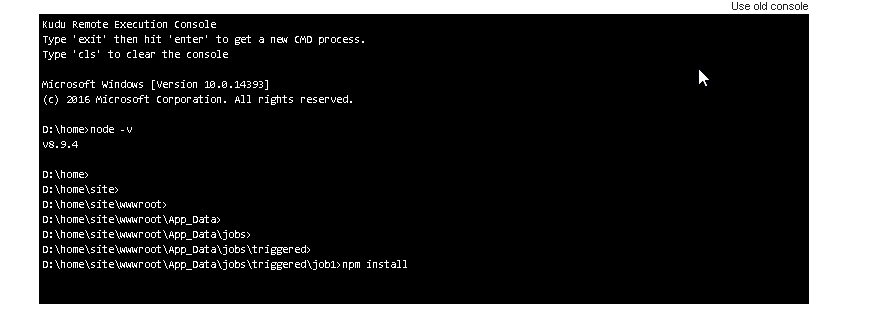 Use old console
Kudu Remote Execution Console
Type 'exit' then hit 'enter' to get a new CMD process.
Type 'cls' to clear the console
Microsoft Windows [Version 10.0.14393]
(c) 2016 Microsoft Corporation. All rights reserved.
D:\home>node -v
v8.9.4
D:\home>
D:\home\site>
D:\home\site\wwwroot>
D:\home\site\wwwroot\App_Data>
D:\home\site\wwwroot\App_Data\jobs>
D:\home\site\wwwroot\App_Data\jobs\triggered>
D:\home\site\wwwroot\App_Data\jobs\triggered\job1>npm install